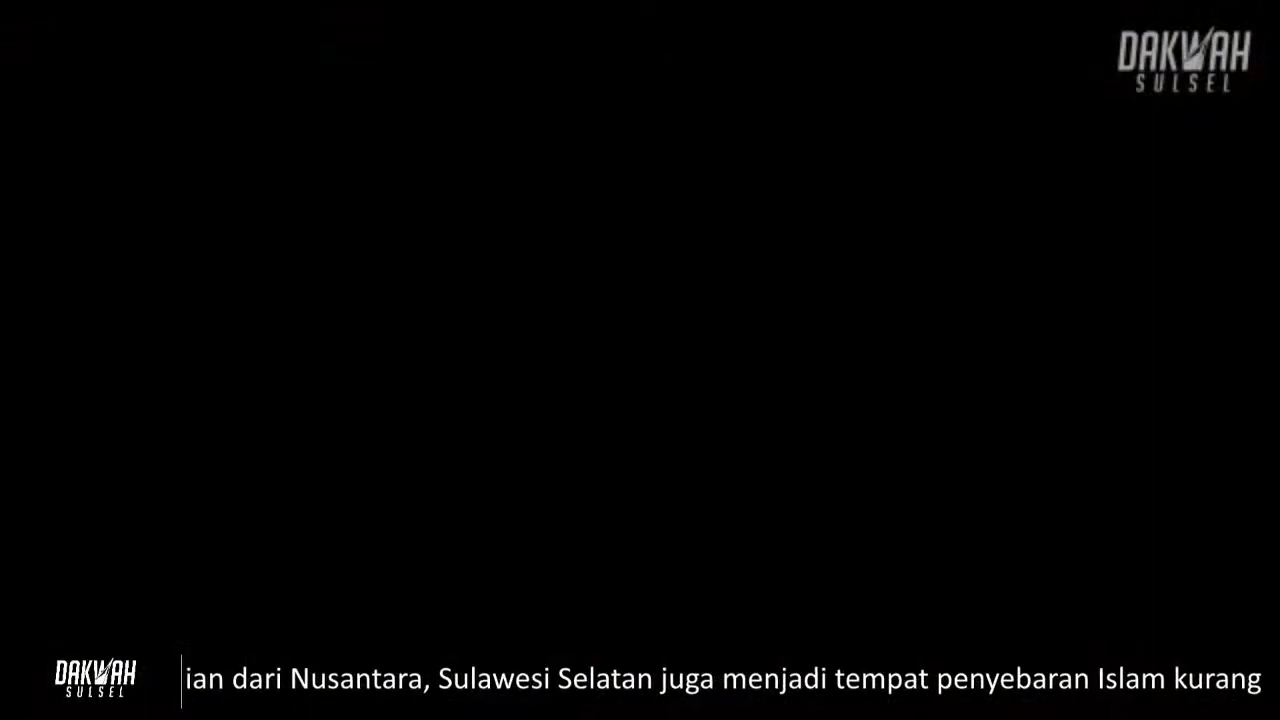 DAKWAH
SULSEL
DAKWAH
SULSEL
ian dari Nusantara, Sulawesi Selatan juga menjadi tempat penyebaran Islam kurang